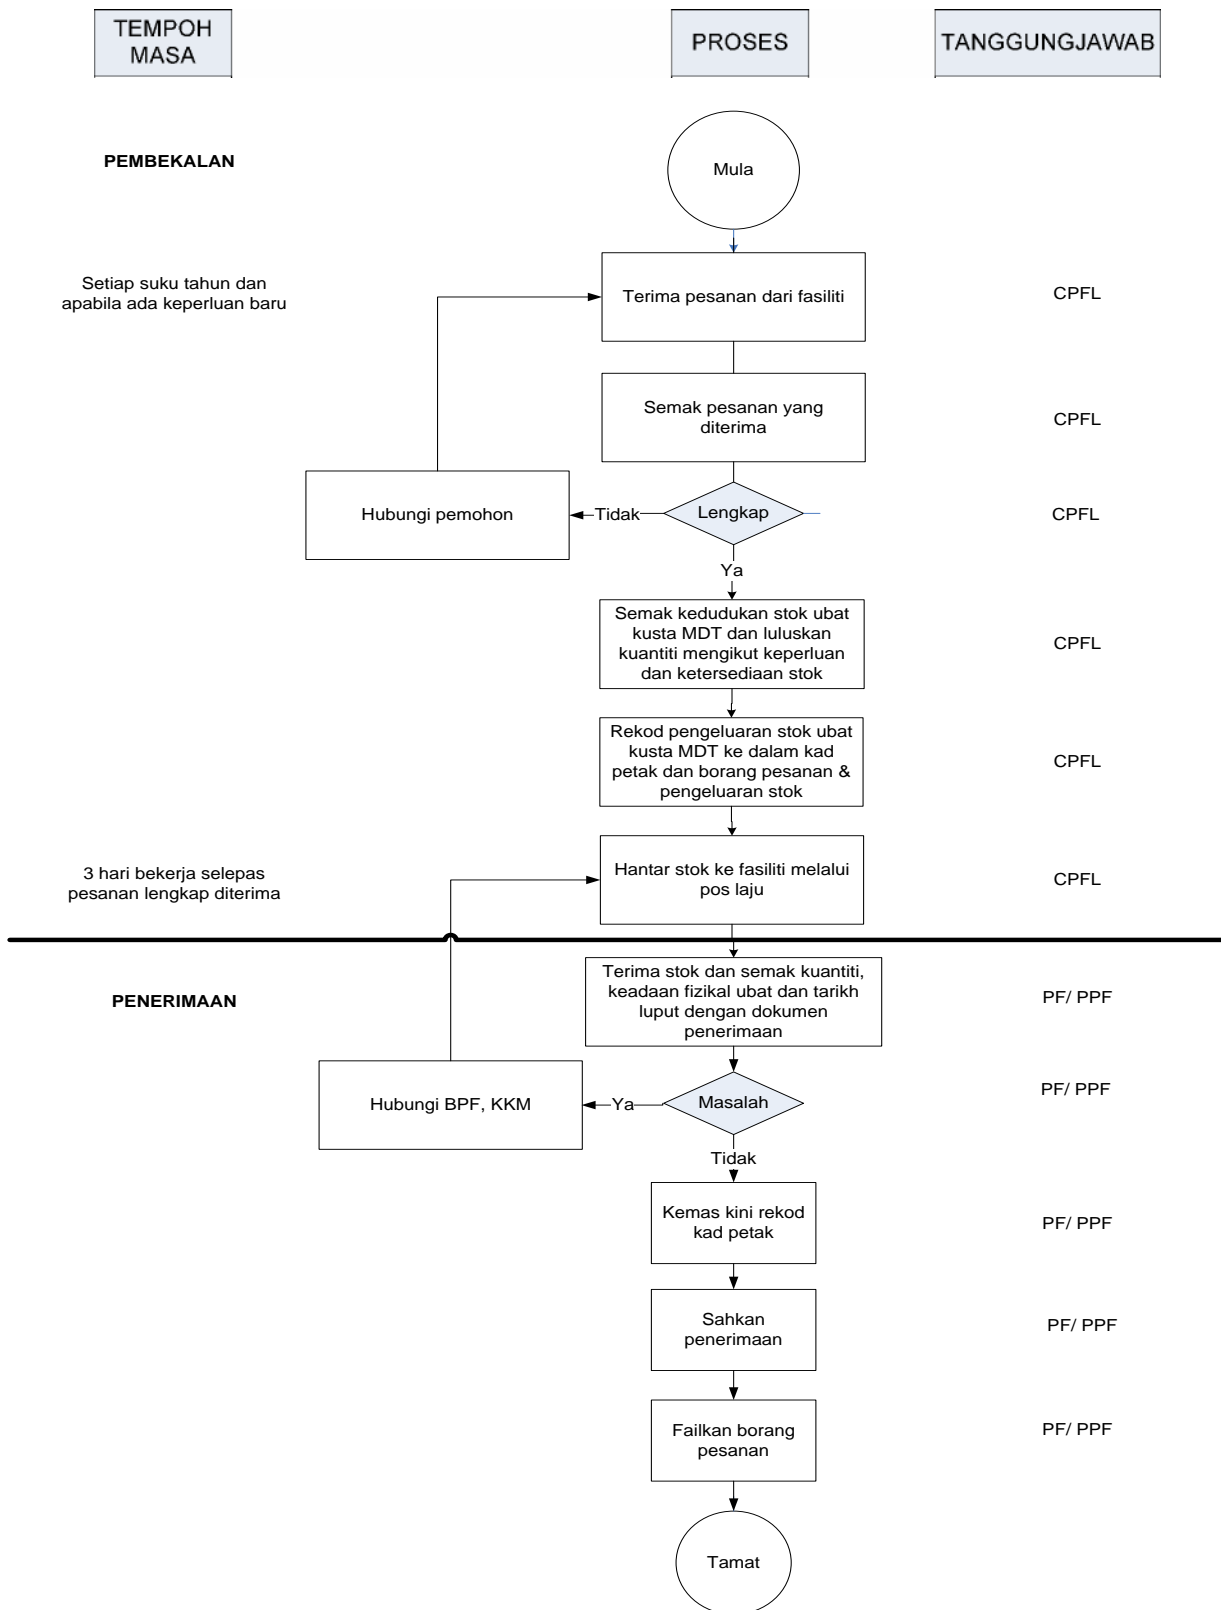 TEMPOH
MASA
PROSES
TANGGUNGJAWAB
PEMBEKALAN
Mula
Setiap suku tahun dan
apabila ada keperluan baru
Terima pesanan dari fasiliti
CPFL
Semak pesanan yang
diterima
CPFL
Hubungi pemohon
Tidak
Lengkap
CPFL
Ya
Semak kedudukan stok ubat
kusta MDT dan luluskan
kuantiti mengikut keperluan
dan ketersediaan stok
CPFL
Rekod pengeluaran stok ubat
kusta MDT ke dalam kad
petak dan borang pesanan &
pengeluaran stok
CPFL
3 hari bekerja selepas
pesanan lengkap diterima
Hantar stok ke fasiliti melalui
pos laju
CPFL
PENERIMAAN
Terima stok dan semak kuantiti,
keadaan fizikal ubat dan tarikh
luput dengan dokumen
penerimaan
PF/ PPF
Hubungi BPF, KKM
Ya
Masalah
PF/ PPF
Tidak
Kemas kini rekod
kad petak
PF/ PPF
Sahkan
penerimaan
PF/ PPF
Failkan borang
pesanan
PF/ PPF
Tamat